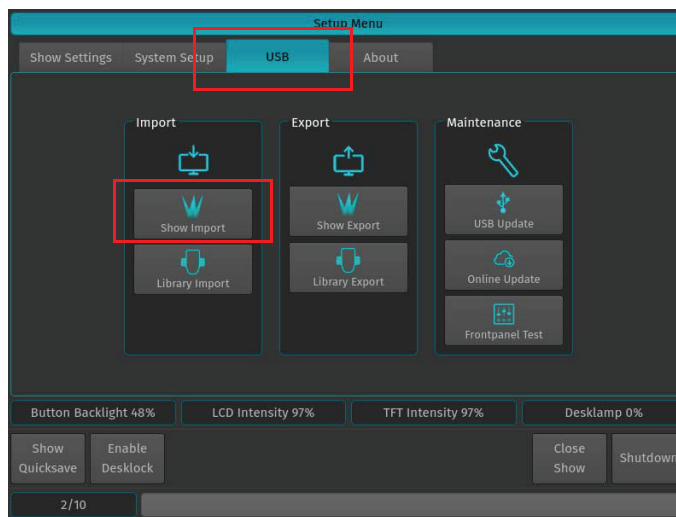 Setup Menu
Show Settings
System Setup
USB
About
Import
Show Import
Library Import
Export
Show Export
Library Export
Maintenance
USB Update
Online Update
Frontpanel Test
Button Backlight 48%
LCD Intensity 97%
TFT Intensity 97%
Desklamp 0%
Show
Quicksave
Enable
Desklock
Close
Show
Shutdown
2/10